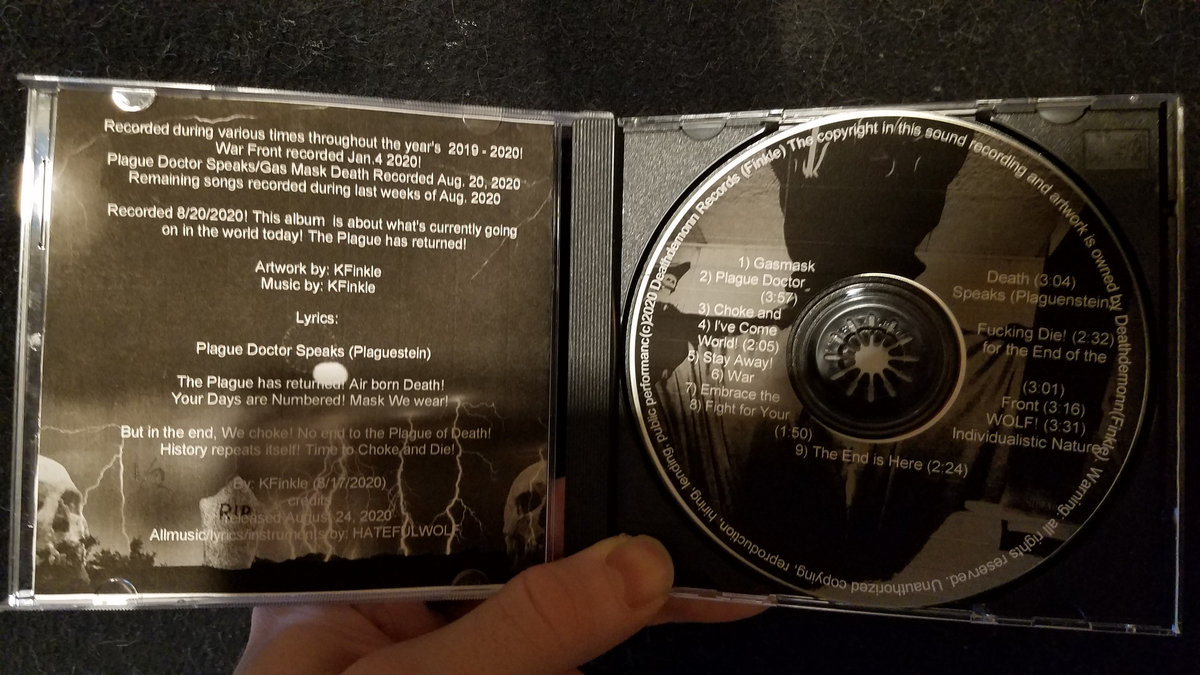 Recorded during various times throughout the year's 2019 - 2020!
War Front recorded Jan.4 2020!
Plague Doctor Speaks/Gas Mask Death Recorded Aug. 20, 2020
Remaining songs recorded during last weeks of Aug. 2020
Recorded 8/20/2020! This album is about what's currently going
on in the world today! The Plague has returned!
Artwork by: KFinkle
Music by: KFinkle
Lyrics:
Plague Doctor Speaks (Plaguestein)
The Plague has returned! Air born Death!
Your Days are Numbered! Mask We wear!
But in the end, We choke! No end to the Plague of Death!
History repeats itself! Time to Choke and Die!
By: KFinkle (8/17/2020)
credits
released August 24, 2020
Allmusic/lyrics/instruments by: HATEFULWOLF
RIP
1) Gasmask Death (3:04)
2) Plague Doctor Speaks (Plaguenstein)
(3:57)
3) Choke and Fucking Die! (2:32)
4) I've Come for the End of the
World! (2:05)
5) Stay Away! (3:01)
6) War Front (3:16)
7) Embrace the WOLF! (3:31)
8) Fight for Your Individualistic Nature
(1:50)
9) The End is Here (2:24)
public performanc(c)2020 Deathdemonn Records (Finkle) The copyright in this sound recording and artwork is owned by Deathdemonn(Finkle)! Warning- all rights reserved. Unauthorized copying, reproduction, hiring, lending